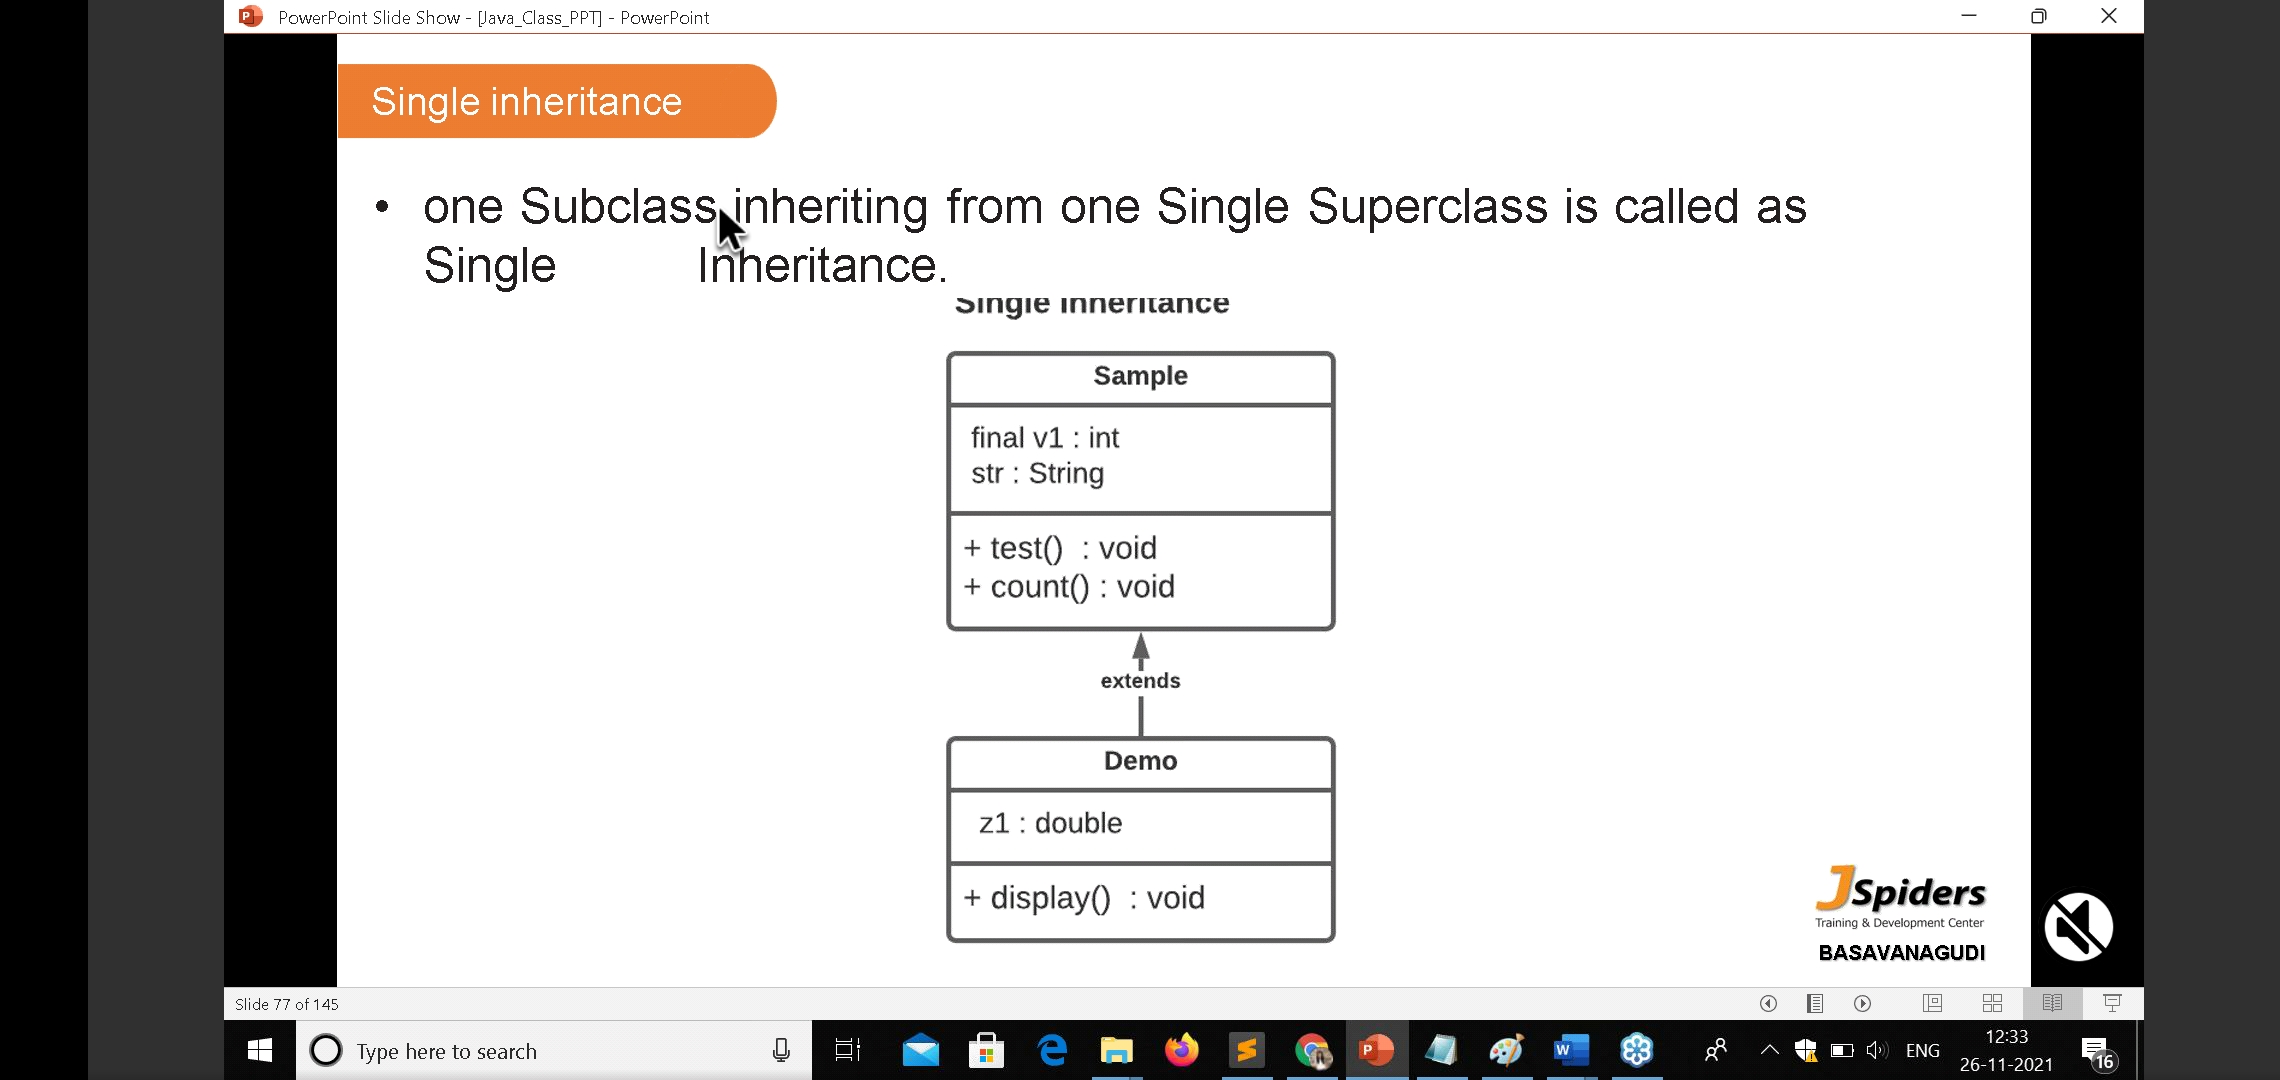 PowerPoint Slide Show - [Java_Class_PPT] - PowerPoint
Single inheritance
• one Subclass inheriting from one Single Superclass is called as
Single Inheritance.
Single Inheritance
Sample
final v1 : int
str : String
+ test() : void
+ count() : void
extends
Demo
z1 : double
+ display() : void
JSpiders
Training & Development Center
BASAVANAGUDI
Slide 77 of 145
Type here to search
ENG
12:33
26-11-2021
16